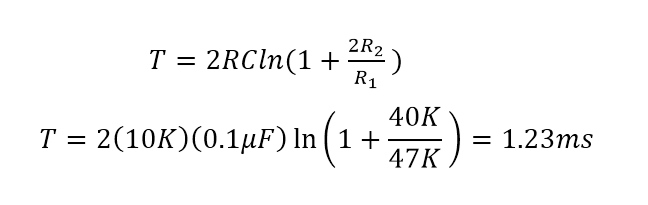 T = 2RCln(1 + 2R₂/R₁)
T = 2(10K)(0.1μF) ln(1 + 40K/47K) = 1.23ms